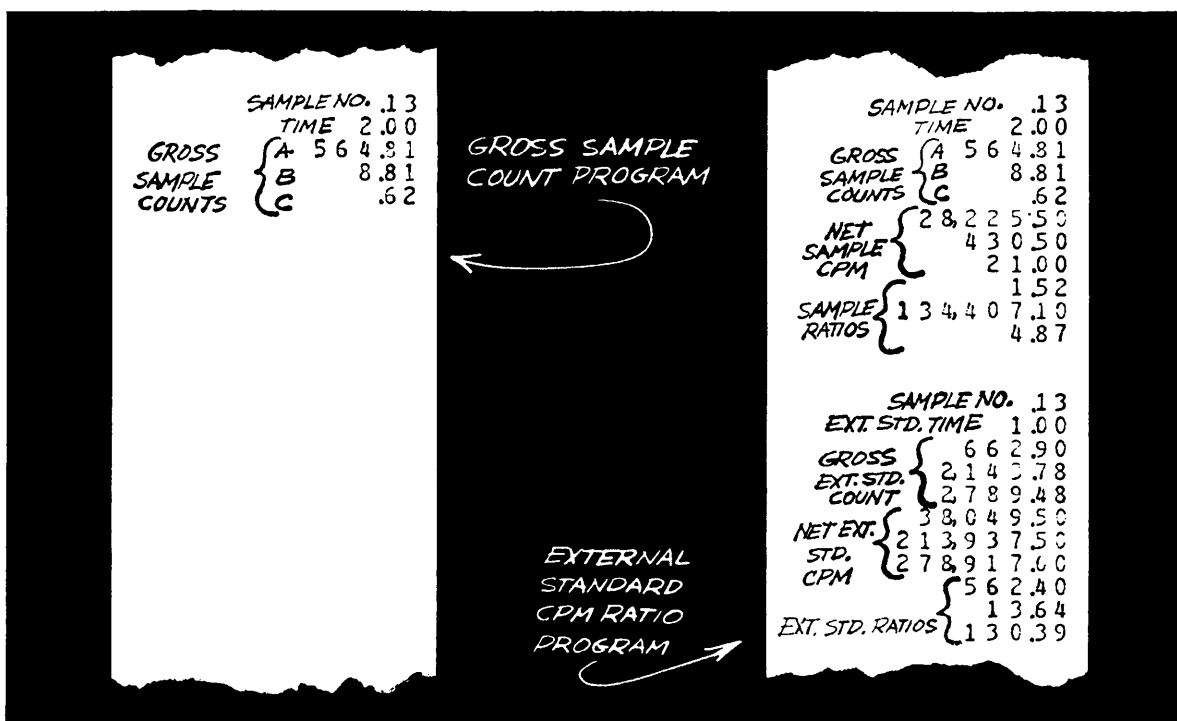 SAMPLE NO. .13
TIME 2.00
GROSS SAMPLE COUNTS
A 564.81
B 8.81
C .62
GROSS SAMPLE
COUNT PROGRAM
SAMPLE NO. .13
TIME 2.00
GROSS SAMPLE COUNTS
A 564.81
B 8.81
C .62
NET SAMPLE CPM
28,225.50
430.50
21.00
SAMPLE RATIOS
1.52
134,407.10
4.87
SAMPLE NO. .13
EXT. STD. TIME 1.00
GROSS EXT. STD. COUNT
662.90
2,143.78
2,789.48
NET EXT. STD. CPM
38,049.50
213,937.50
278,917.00
EXT. STD. RATIOS
562.40
13.64
130.39
EXTERNAL
STANDARD
CPM RATIO
PROGRAM